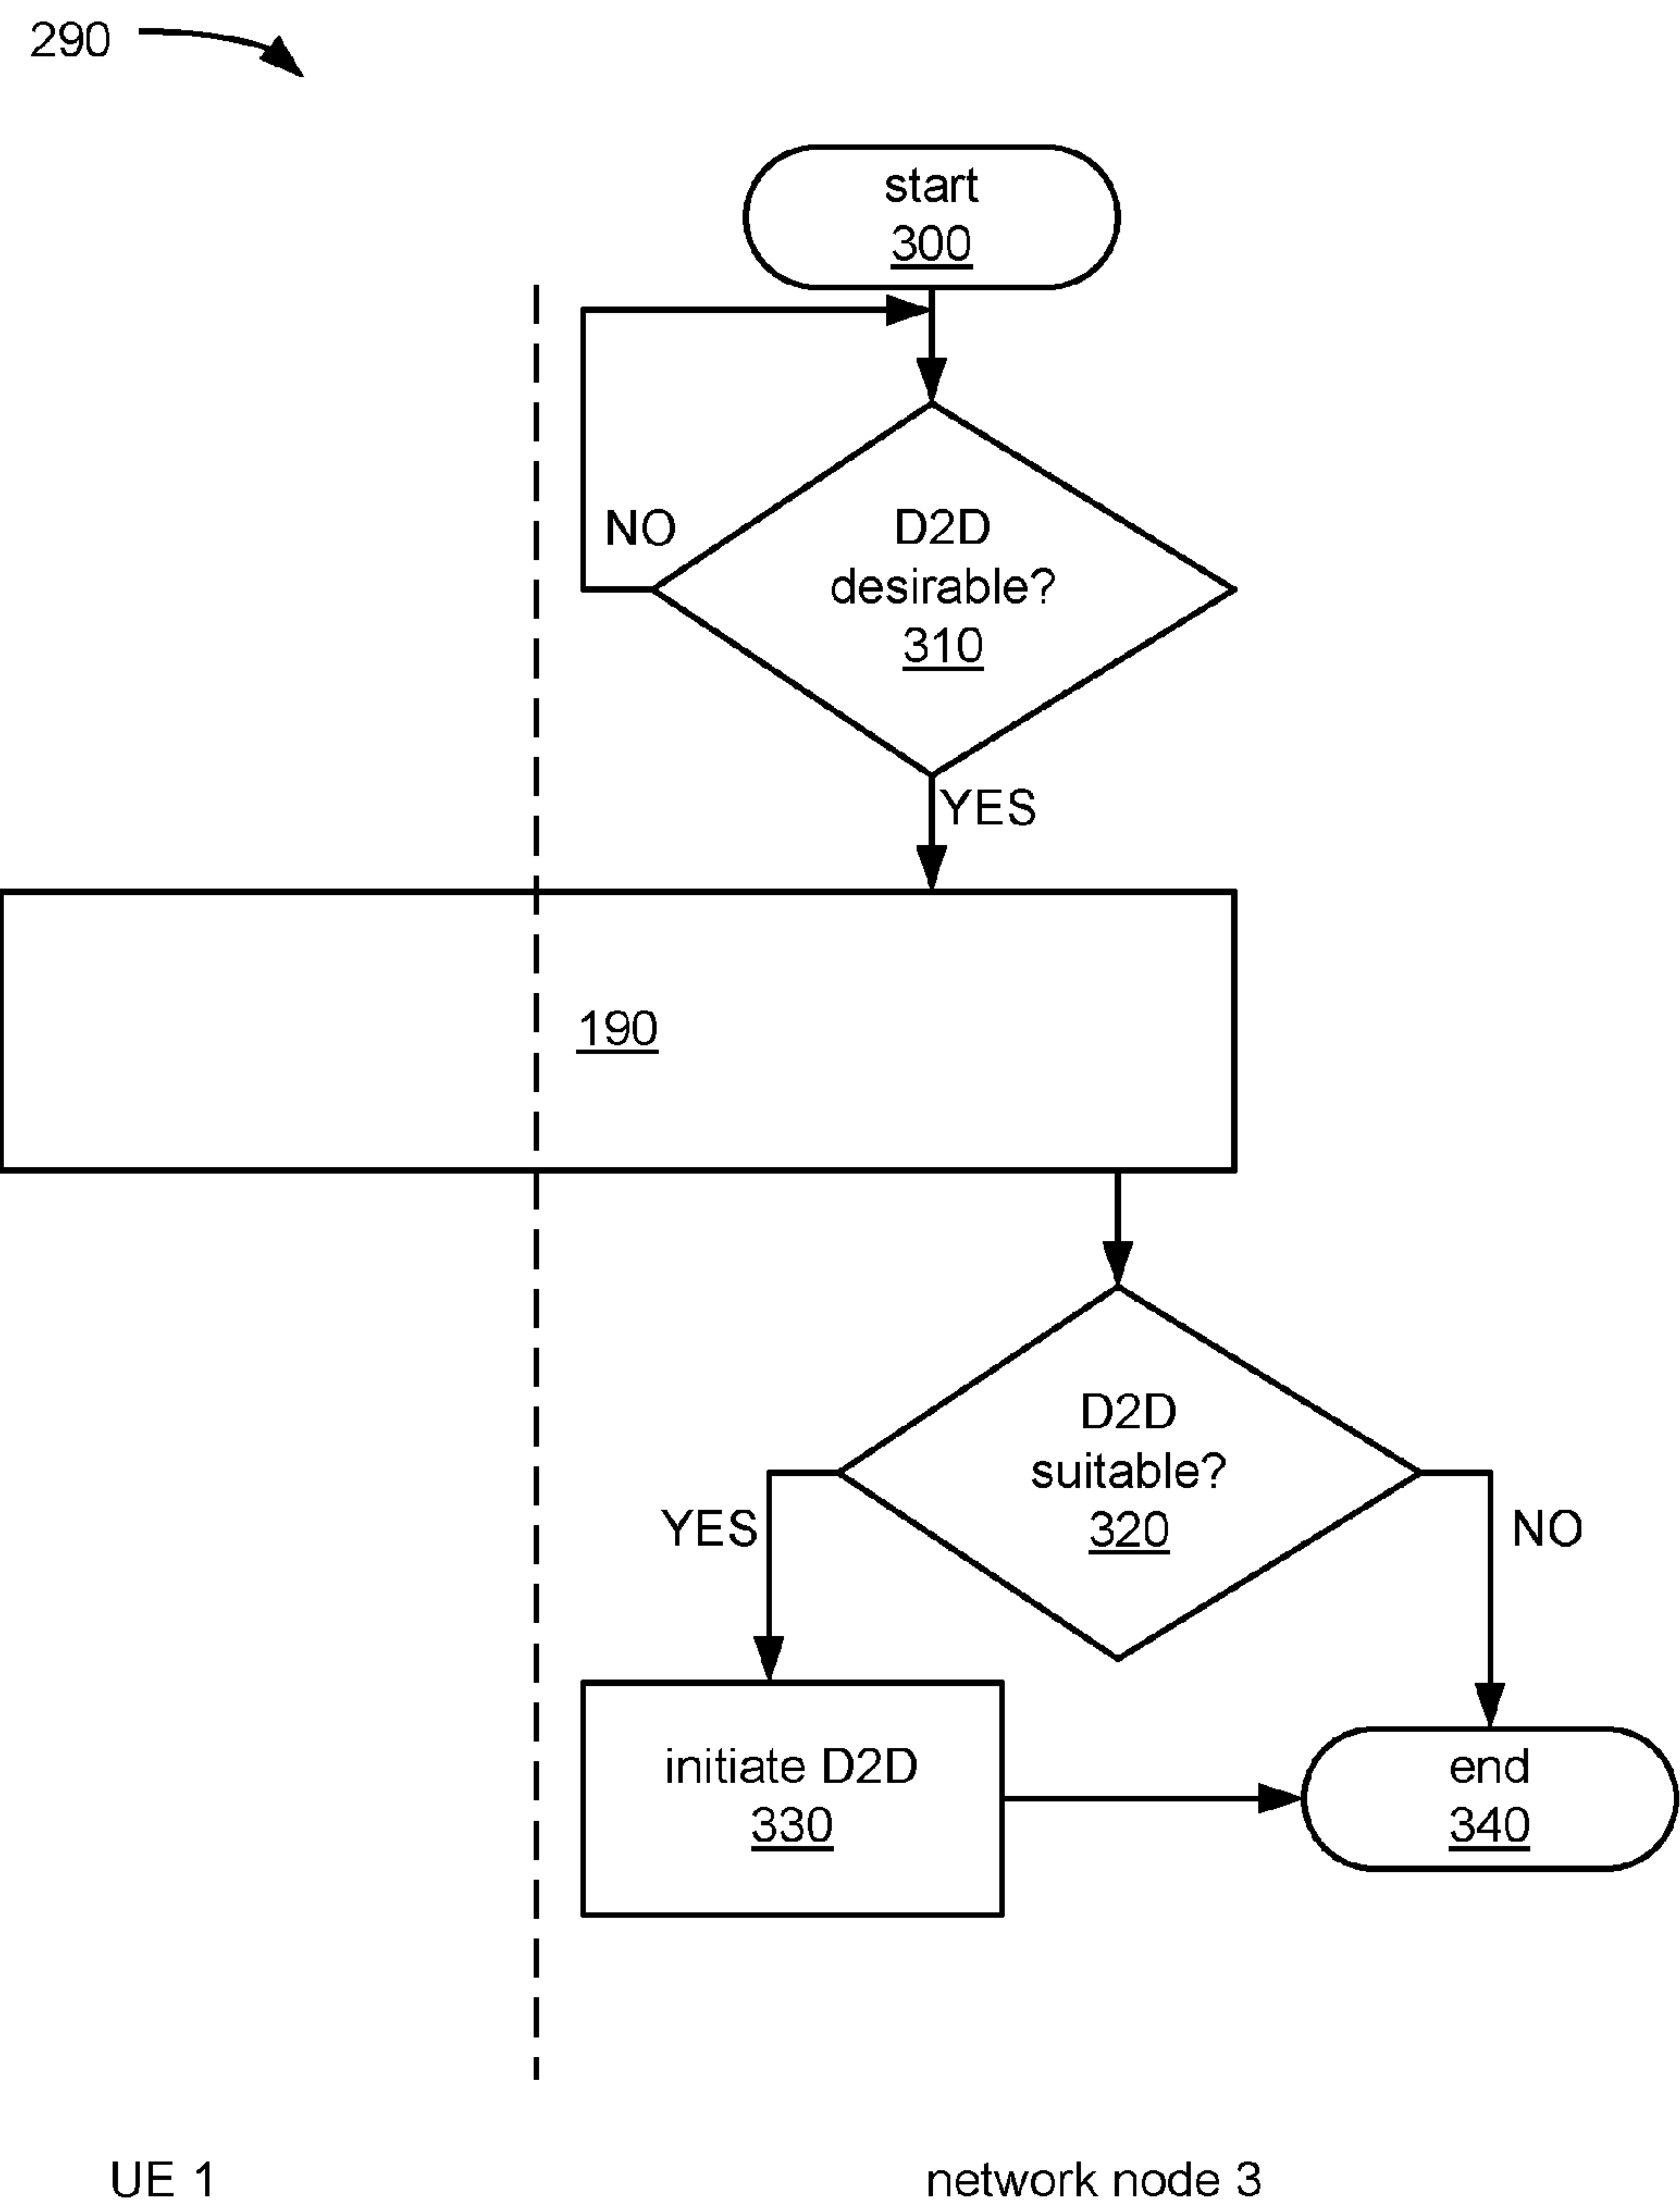 290
start
300
NO
D2D
desirable?
310
YES
190
D2D
suitable?
320
YES
NO
initiate D2D
330
end
340
UE 1
network node 3